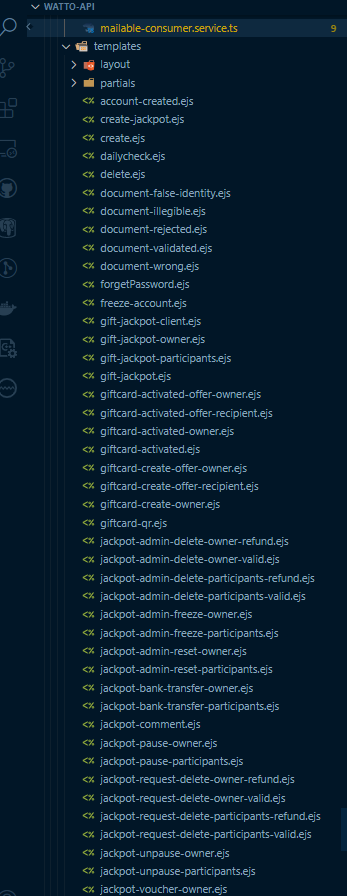 WATTO-API
mailable-consumer.service.ts 9
templates
layout
partials
account-created.ejs
create-jackpot.ejs
create.ejs
dailycheck.ejs
delete.ejs
document-false-identity.ejs
document-illegible.ejs
document-rejected.ejs
document-validated.ejs
document-wrong.ejs
forgetPassword.ejs
freeze-account.ejs
gift-jackpot-client.ejs
gift-jackpot-owner.ejs
gift-jackpot-participants.ejs
gift-jackpot.ejs
giftcard-activated-offer-owner.ejs
giftcard-activated-offer-recipient.ejs
giftcard-activated-owner.ejs
giftcard-activated.ejs
giftcard-create-offer-owner.ejs
giftcard-create-offer-recipient.ejs
giftcard-create-owner.ejs
giftcard-qr.ejs
jackpot-admin-delete-owner-refund.ejs
jackpot-admin-delete-owner-valid.ejs
jackpot-admin-delete-participants-refund.ejs
jackpot-admin-delete-participants-valid.ejs
jackpot-admin-freeze-owner.ejs
jackpot-admin-freeze-participants.ejs
jackpot-admin-reset-owner.ejs
jackpot-admin-reset-participants.ejs
jackpot-bank-transfer-owner.ejs
jackpot-bank-transfer-participants.ejs
jackpot-comment.ejs
jackpot-pause-owner.ejs
jackpot-pause-participants.ejs
jackpot-request-delete-owner-refund.ejs
jackpot-request-delete-owner-valid.ejs
jackpot-request-delete-participants-refund.ejs
jackpot-request-delete-participants-valid.ejs
jackpot-unpause-owner.ejs
jackpot-unpause-participants.ejs
jackpot-voucher-owner.ejs